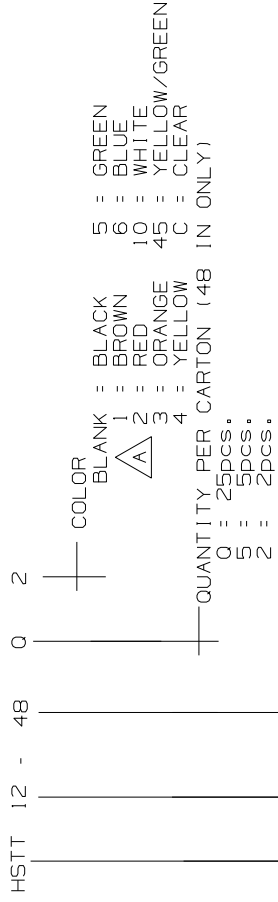 HSTT 12 - 48 Q 2
COLOR
BLANK = BLACK 5 = GREEN
1 = BROWN 6 = BLUE
A 2 = RED 10 = WHITE
3 = ORANGE 45 = YELLOW/GREEN
4 = YELLOW C = CLEAR
QUANTITY PER CARTON (48 IN ONLY)
Q = 25pcs.
5 = 5pcs.
2 = 2pcs.